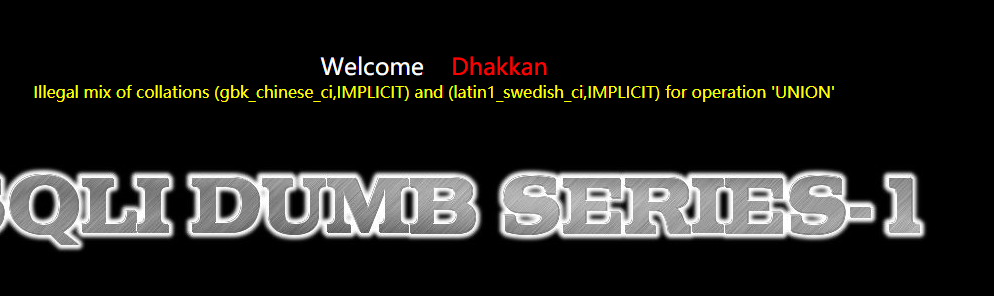 Welcome Dhakkan
Illegal mix of collations (gbk_chinese_ci,IMPLICIT) and (latin1_swedish_ci,IMPLICIT) for operation 'UNION'
SQLI DUMB SERIES-1